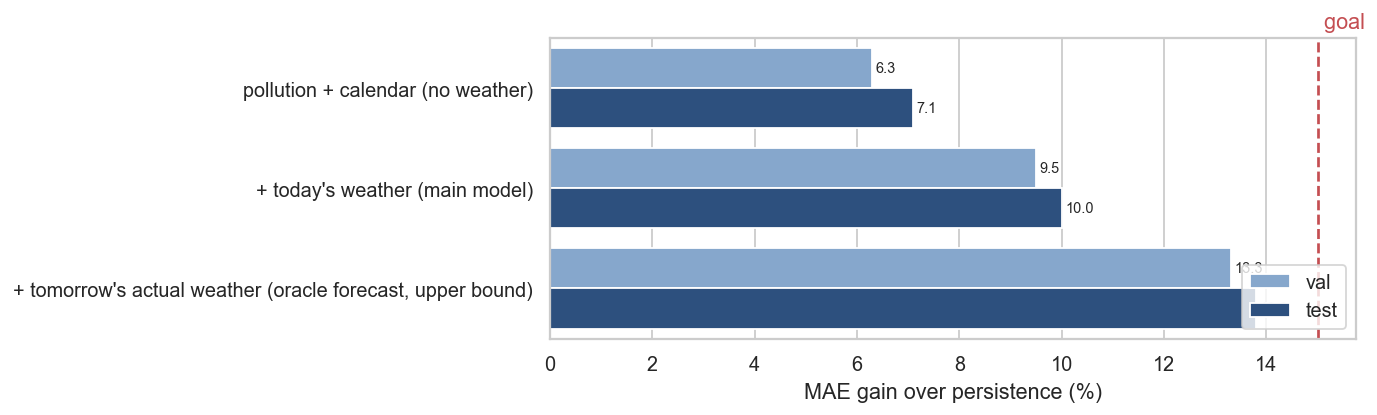 goal
pollution + calendar (no weather)
6.3
7.1
+ today's weather (main model)
9.5
10.0
+ tomorrow's actual weather (oracle forecast, upper bound)
13.3
val
test
0 2 4 6 8 10 12 14
MAE gain over persistence (%)